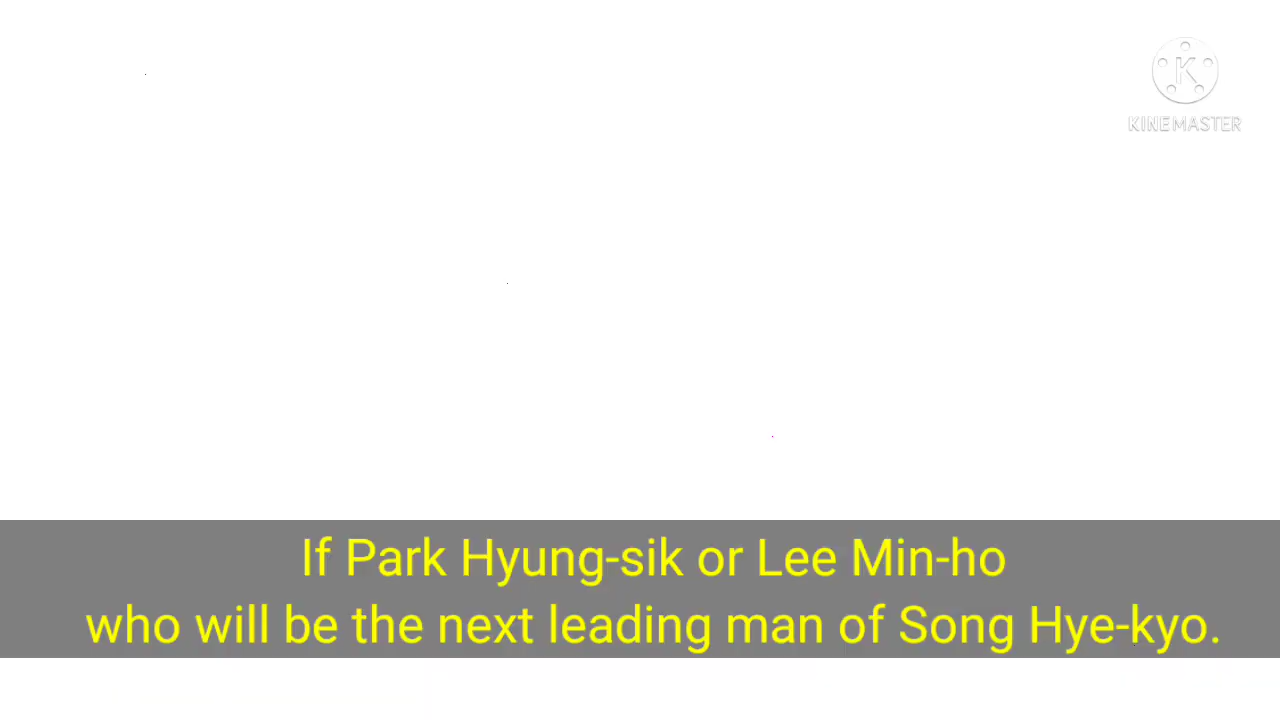 KINEMASTER
If Park Hyung-sik or Lee Min-ho
who will be the next leading man of Song Hye-kyo.